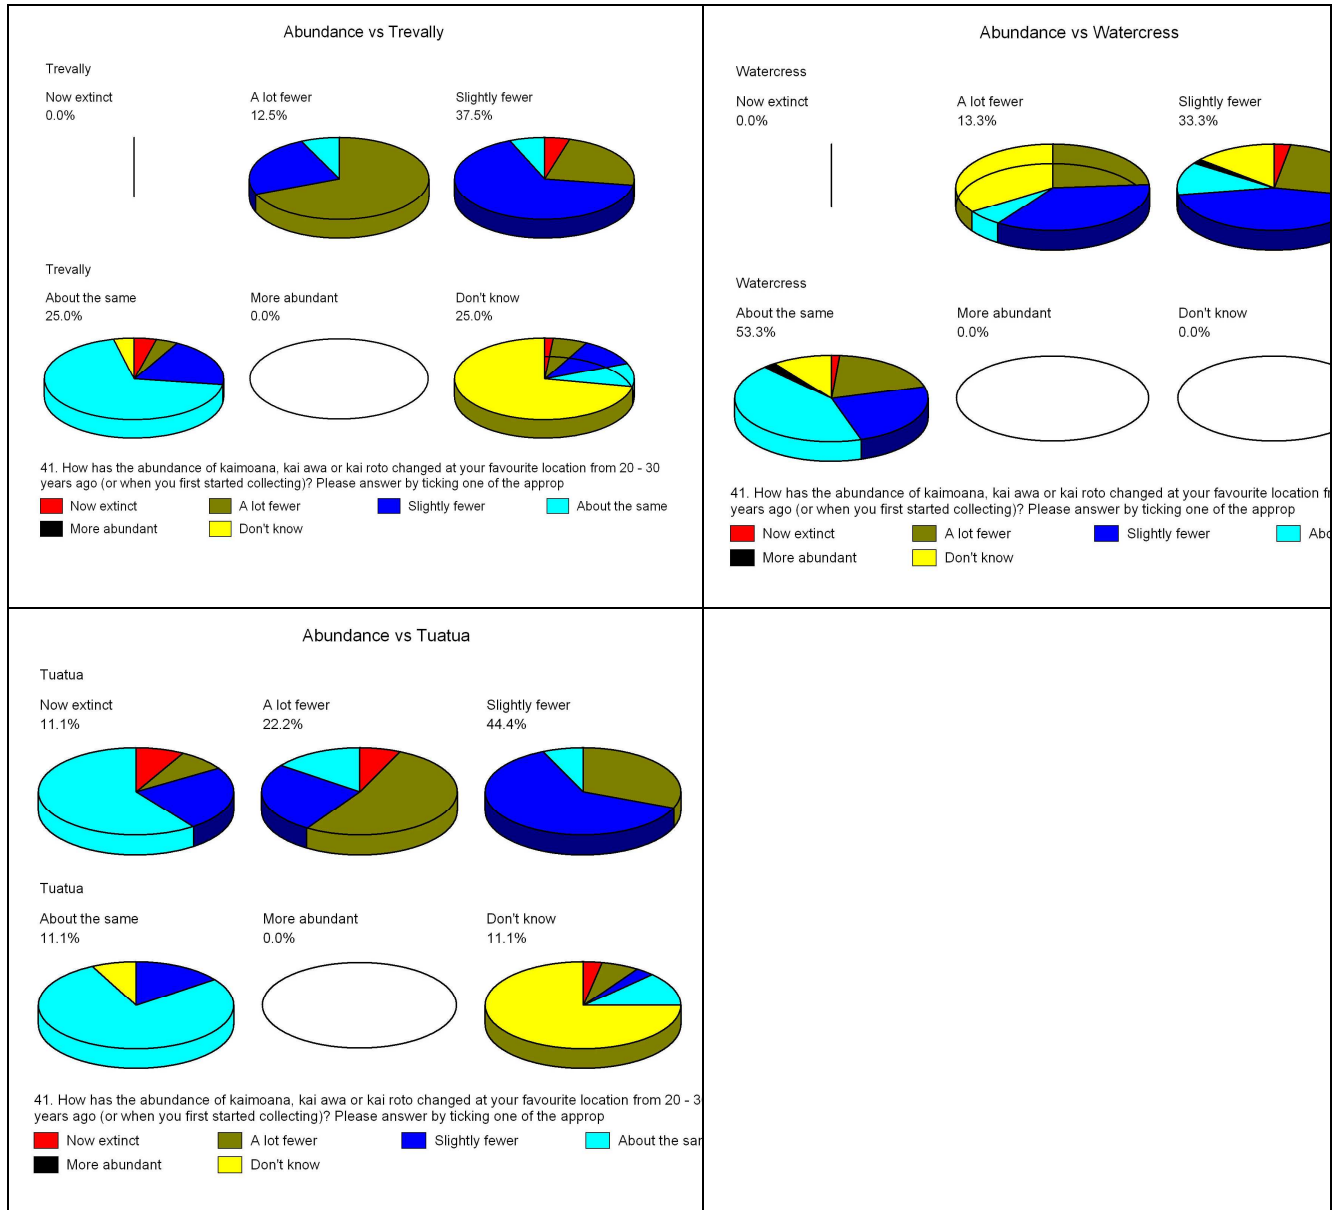 Abundance vs Trevally
Trevally
Now extinct A lot fewer Slightly fewer
0.0% 12.5% 37.5%
Trevally
About the same More abundant Don't know
25.0% 0.0% 25.0%
41. How has the abundance of kaimoana, kai awa or kai roto changed at your favourite location from 20 - 30
years ago (or when you first started collecting)? Please answer by ticking one of the approp
Now extinct A lot fewer Slightly fewer About the same
More abundant Don't know
Abundance vs Watercress
Watercress
Now extinct A lot fewer Slightly fewer
0.0% 13.3% 33.3%
Watercress
About the same More abundant Don't know
53.3% 0.0% 0.0%
41. How has the abundance of kaimoana, kai awa or kai roto changed at your favourite location
years ago (or when you first started collecting)? Please answer by ticking one of the approp
Now extinct A lot fewer Slightly fewer
More abundant Don't know
Abundance vs Tuatua
Tuatua
Now extinct A lot fewer Slightly fewer
11.1% 22.2% 44.4%
Tuatua
About the same More abundant Don't know
11.1% 0.0% 11.1%
41. How has the abundance of kaimoana, kai awa or kai roto changed at your favourite location from 20 -
years ago (or when you first started collecting)? Please answer by ticking one of the approp
Now extinct A lot fewer Slightly fewer About the
More abundant Don't know